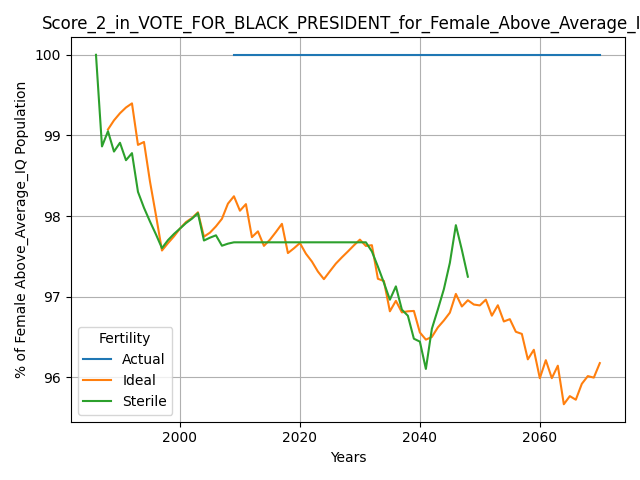 Score_2_in_VOTE_FOR_BLACK_PRESIDENT_for_Female_Above_Average_I
% of Female Above_Average_IQ Population
100
99
98
97
96
Fertility
Actual
Ideal
Sterile
2000 2020 2040 2060
Years